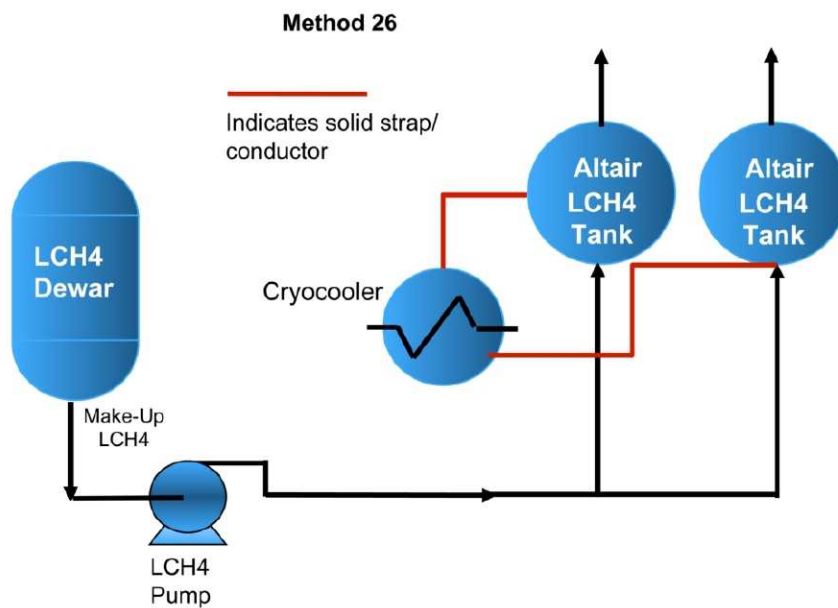 Method 26
Indicates solid strap/
conductor
Altair
LCH4
Tank
Altair
LCH4
Tank
LCH4
Dewar
Cryocooler
Make-Up
LCH4
LCH4
Pump